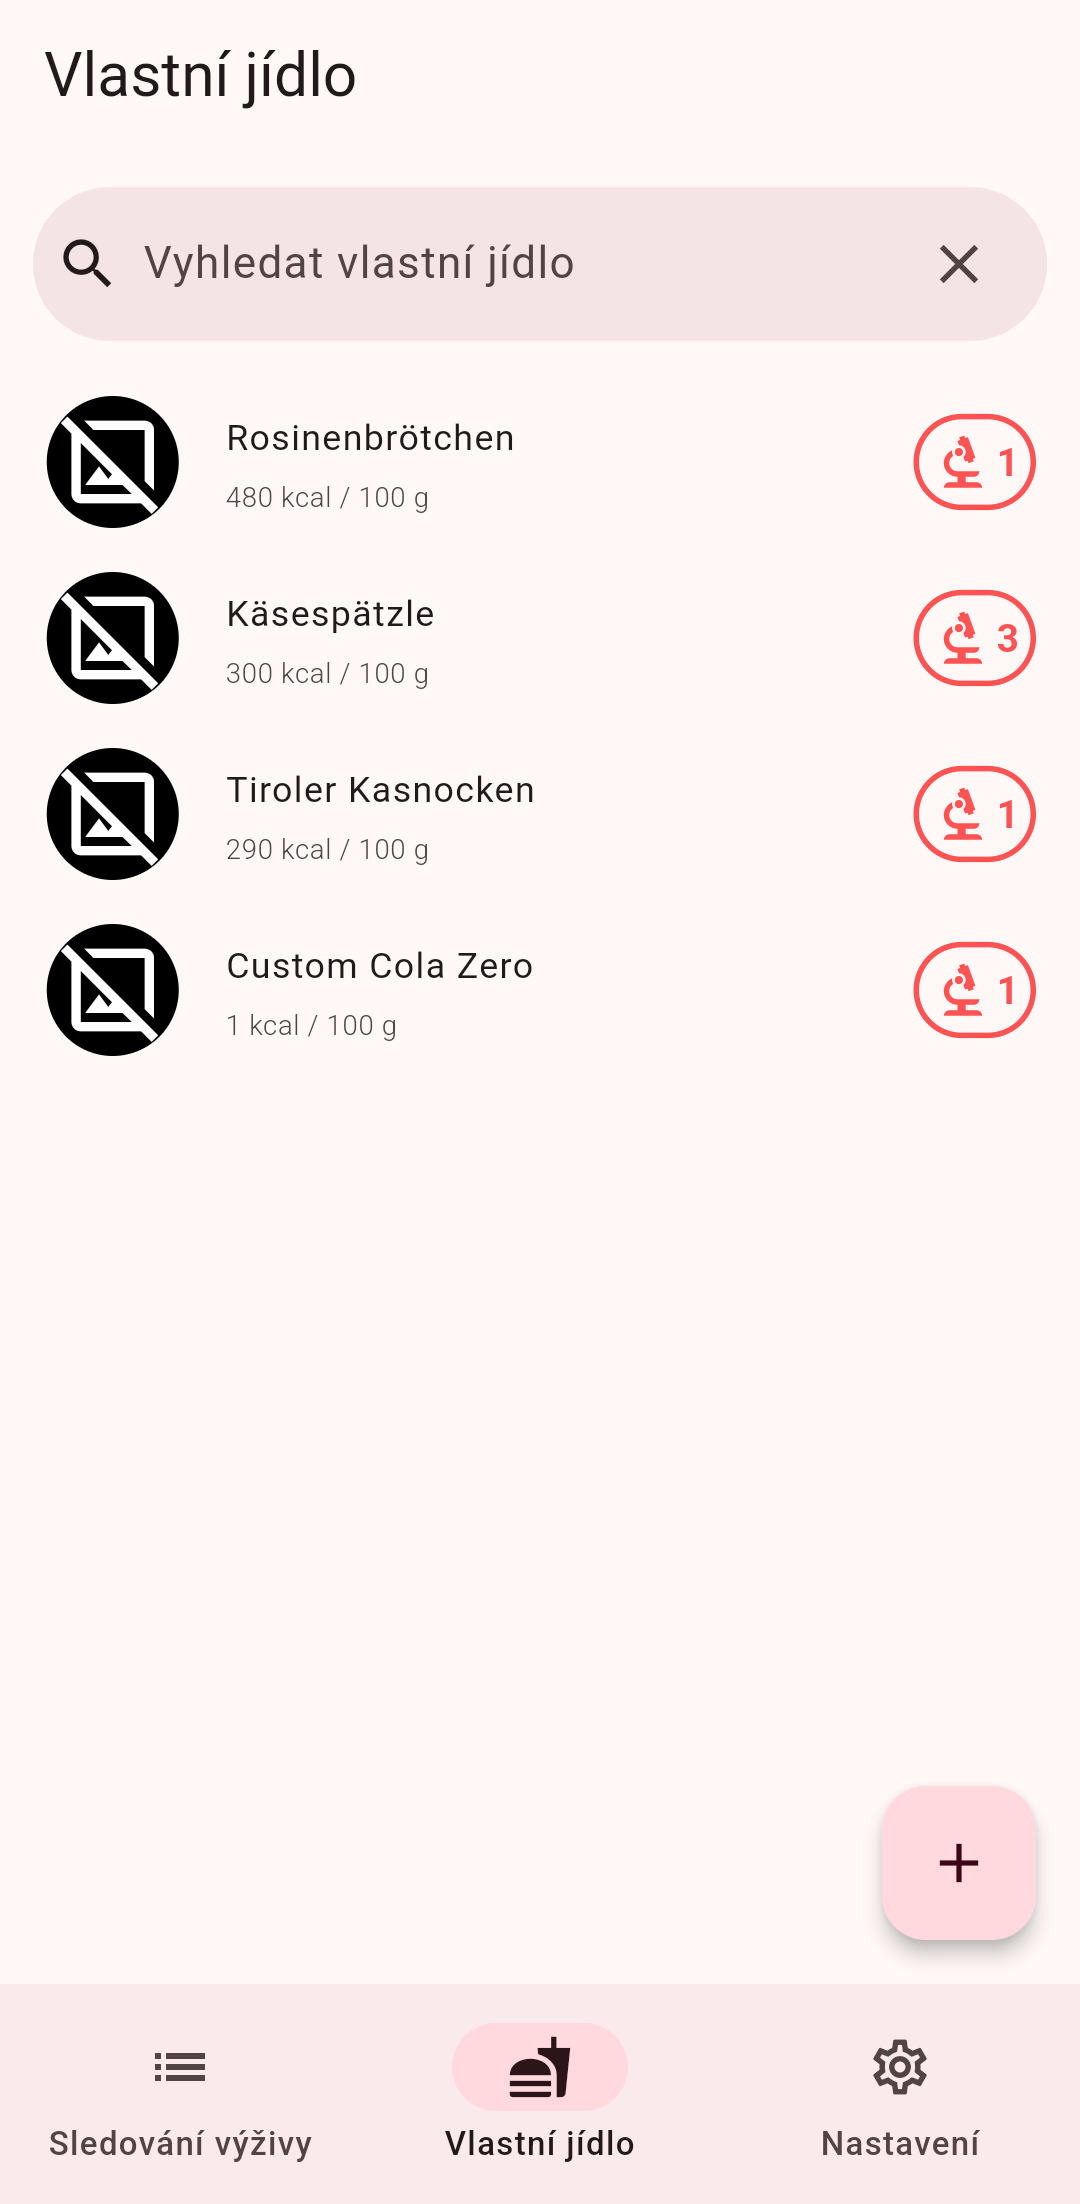 Vlastní jídlo
Vyhledat vlastní jídlo
Rosinenbrötchen
480 kcal / 100 g
1
Käsespätzle
300 kcal / 100 g
3
Tiroler Kasnocken
290 kcal / 100 g
1
Custom Cola Zero
1 kcal / 100 g
1
Sledování výživy
Vlastní jídlo
Nastavení